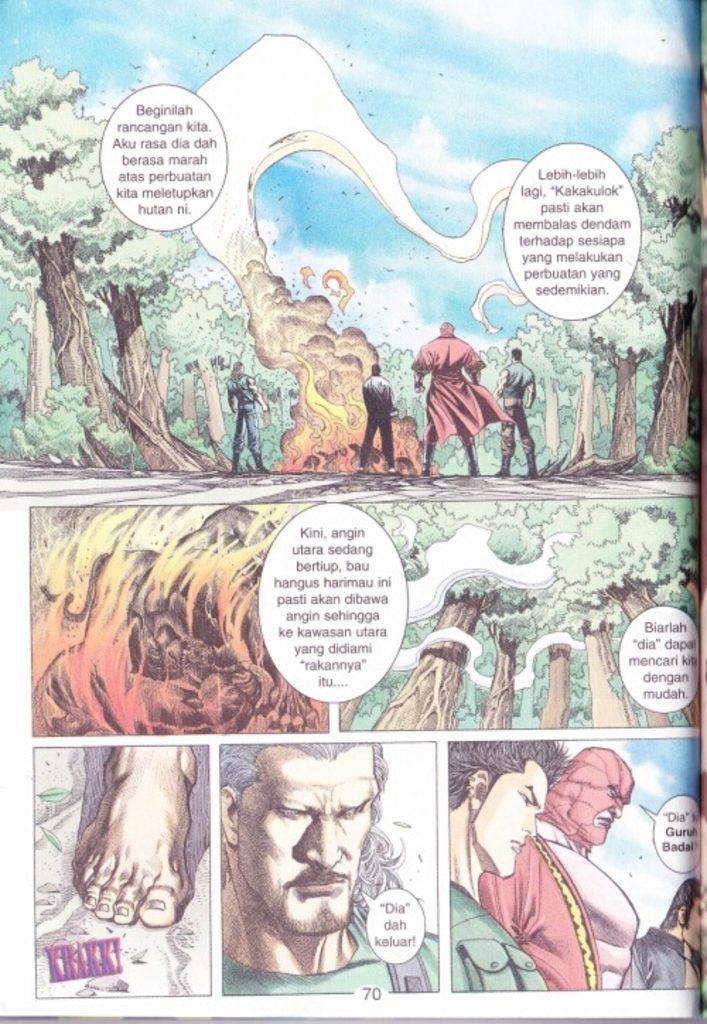 Beginilah
rancangan kita.
Aku rasa dia dah
berasa marah
atas perbuatan
kita meletupkan
hutan ni.
Lebih-lebih
lagi, "Kakakulok"
pasti akan
membalas dendam
terhadap sesiapa
yang melakukan
perbuatan yang
sedemikian.
Kini, angin
utara sedang
bertiup, bau
hangus harimau ini
pasti akan dibawa
angin sehingga
ke kawasan utara
yang didiami
"rakannya"
itu....
Biarlah
"dia" dapat
mencari kita
dengan
mudah.
KRAKK!
"Dia"
dah
keluar!
"Dia"
Badai
70